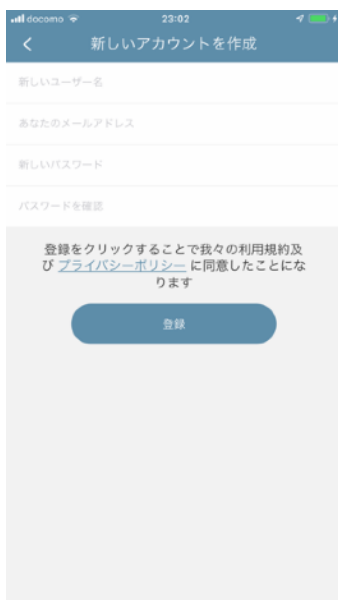 docomo 23:02
新しいアカウントを作成
新しいユーザー名
あなたのメールアドレス
新しいパスワード
パスワードを確認
登録をクリックすることで我々の利用規約及
び プライバシーポリシー に同意したことにな
ります
登録